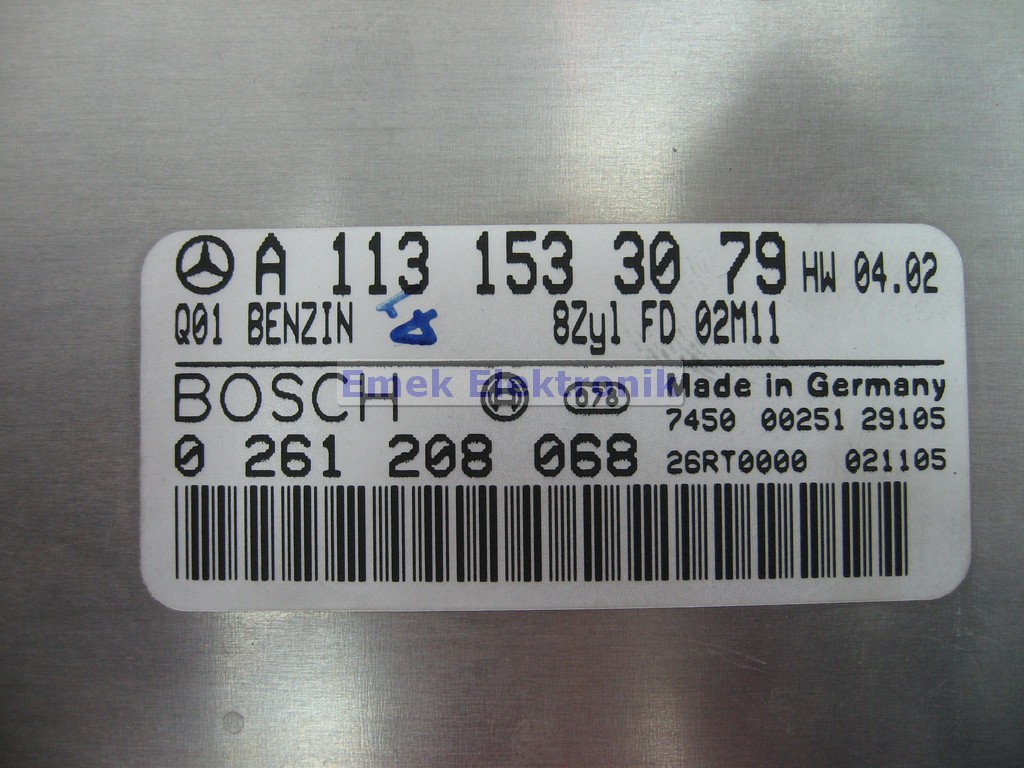 A 113 153 30 79 HW 04.02
Q01 BENZIN 8Zyl FD 02M11
BOSCH 078 Made in Germany
Emek Elektronik
7450 00251 29105
0 261 208 068 26RT0000 021105